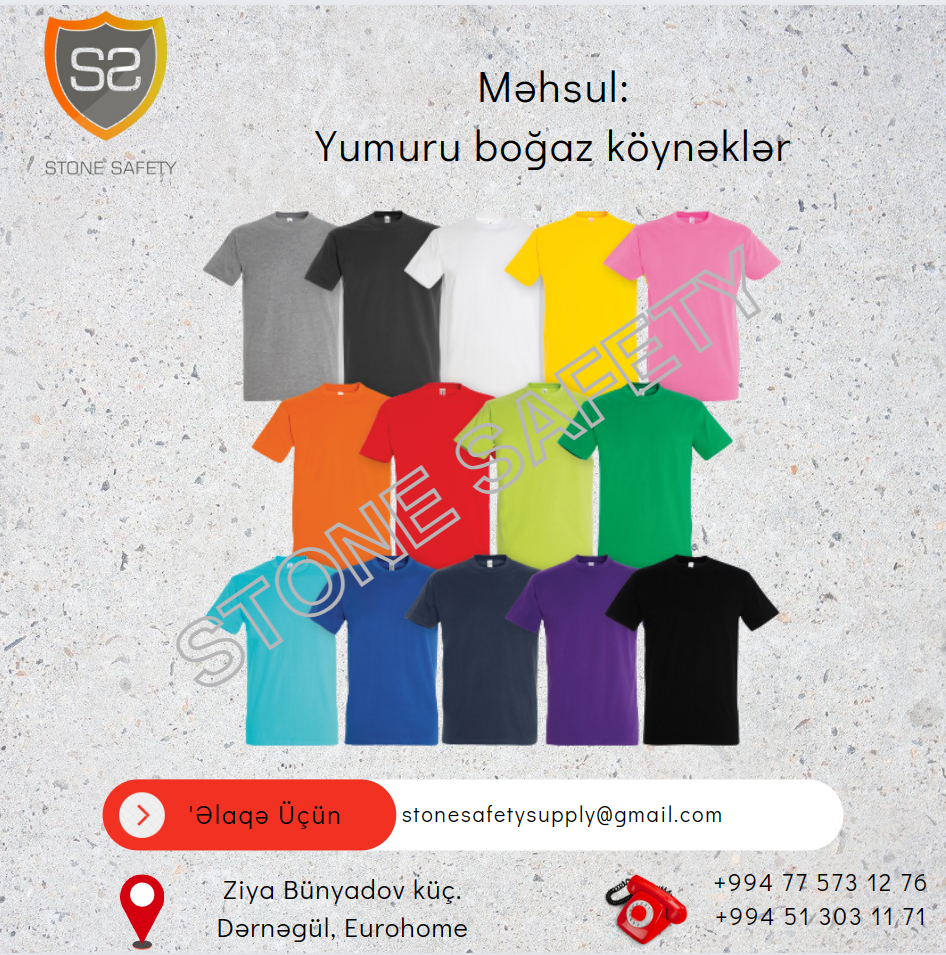 SS
STONE SAFETY
Məhsul:
Yumuru boğaz köynəklər
STONE SAFETY
'Əlaqə Üçün
stonesafetysupply@gmail.com
Ziya Bünyadov küç.
Dərnəgül, Eurohome
+994 77 573 12 76
+994 51 303 11 71